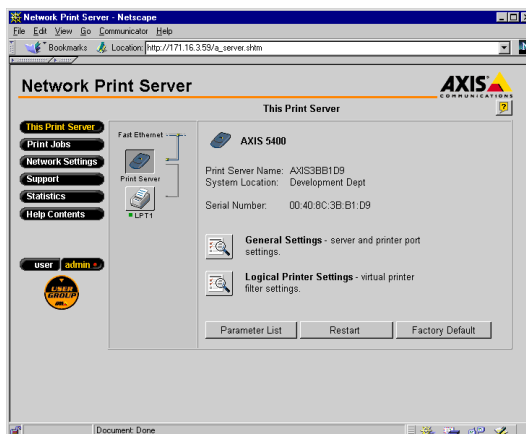 Network Print Server - Netscape
File Edit View Go Communicator Help
Bookmarks Location: http://171.16.3.59/a_server.shtm
N
Network Print Server
AXIS
COMMUNICATIONS
This Print Server
?
This Print Server
Print Jobs
Network Settings
Support
Statistics
Help Contents
user admin
USER GROUP
Fast Ethernet
Print Server
LPT1
AXIS 5400
Print Server Name: AXIS3BB1D9
System Location: Development Dept
Serial Number: 00:40:8C:3B:B1:D9
General Settings - server and printer port
settings.
Logical Printer Settings - virtual printer
filter settings.
Parameter List Restart Factory Default
Document: Done